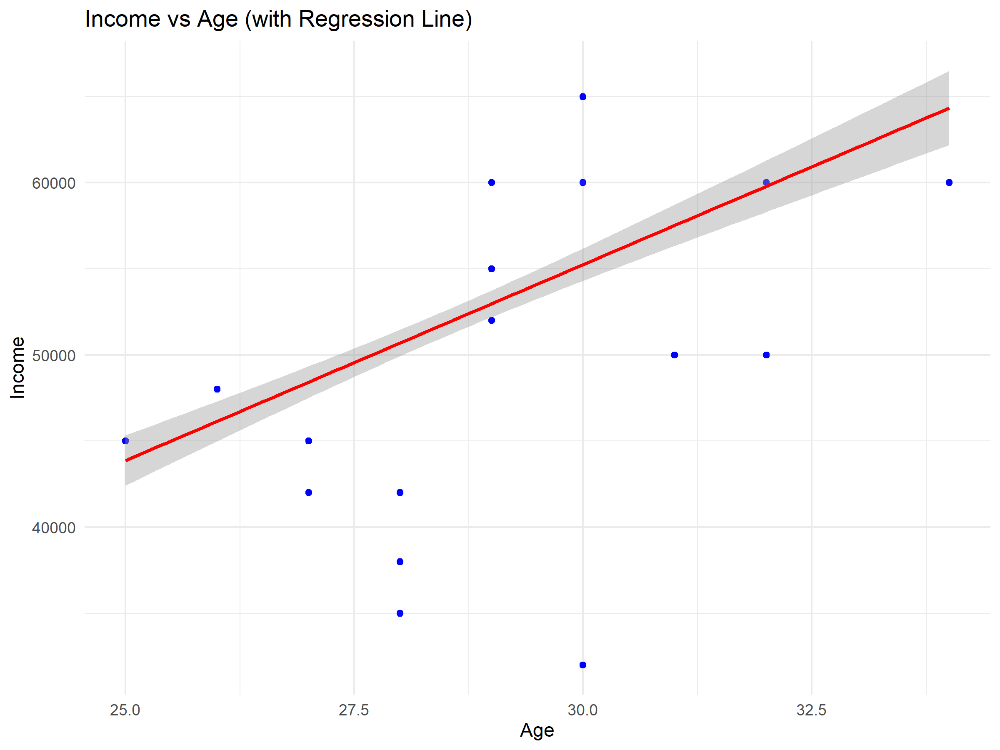 Income vs Age (with Regression Line)
Income
60000
50000
40000
25.0 27.5 30.0 32.5
Age